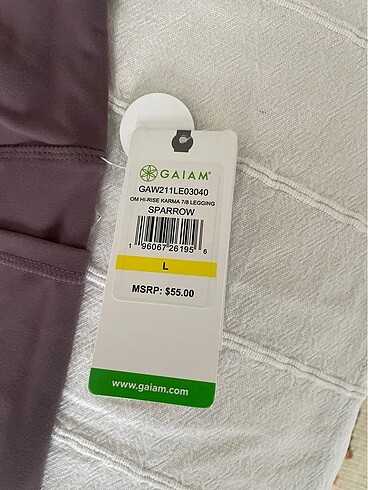 GAIAM®
GAW211LE03040
OM HI-RISE KARMA 7/8 LEGGING
SPARROW
1 96067 26195 6
L
MSRP: $55.00
www.gaiam.com